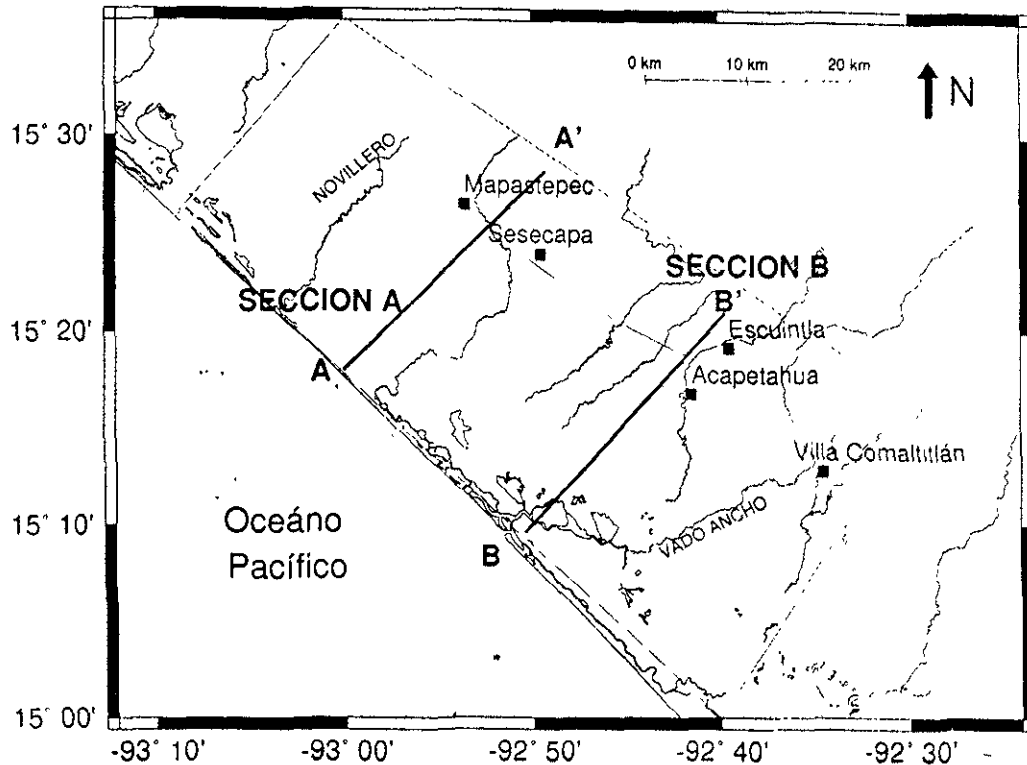 0 km 10 km 20 km
N
15° 30'
A'
NOVILLERO
Mapastepec
Sesecapa
SECCION B
SECCION A
B'
15° 20'
Escuintla
A
Acapetahua
Villa Comaltitlán
15° 10'
Oceáno
Pacífico
VADO ANCHO
B
15° 00'
-93° 10' -93° 00' -92° 50' -92° 40' -92° 30'